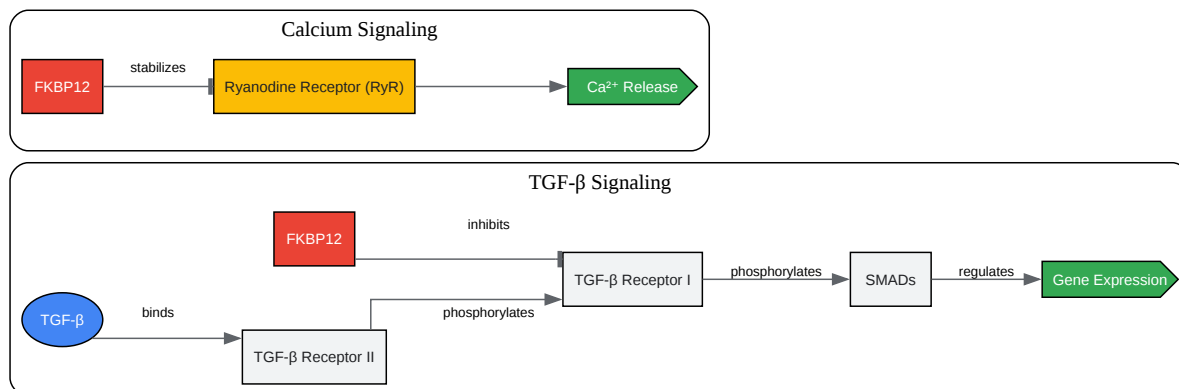 Calcium Signaling
FKBP12
stabilizes
Ryanodine Receptor (RyR)
Ca²⁺ Release
TGF-β Signaling
FKBP12
inhibits
TGF-β Receptor I
phosphorylates
SMADs
regulates
Gene Expression
TGF-β
binds
TGF-β Receptor II
phosphorylates